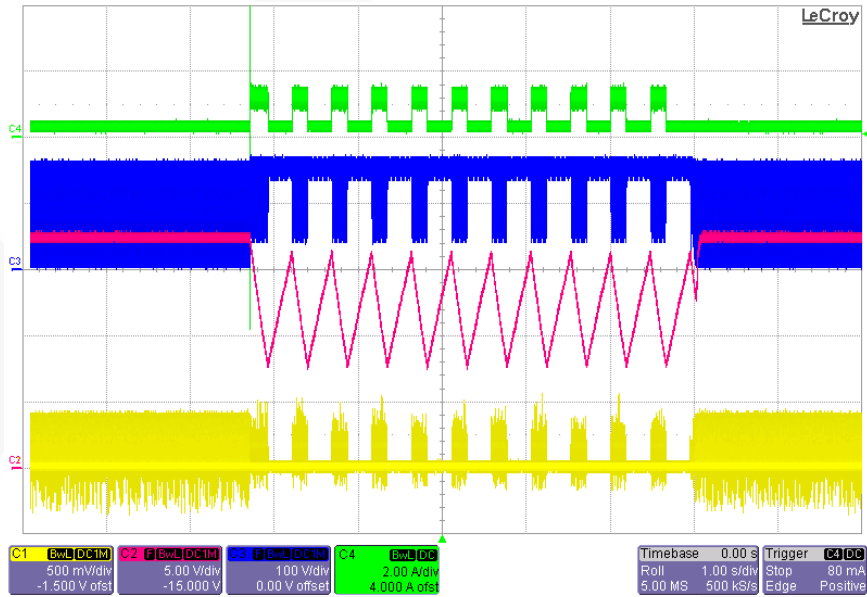 LeCroy
C4
C3
C2
C1 BwL DC1M
500 mV/div
-1.500 V ofst
C2 F BwL DC1M
5.00 V/div
-15.000 V
C3 F BwL DC1M
100 V/div
0.00 V offset
C4 BwL DC
2.00 A/div
4.000 A ofst
Timebase 0.00 s
Roll 1.00 s/div
5.00 MS 500 kS/s
Trigger C4 DC
Stop 80 mA
Edge Positive